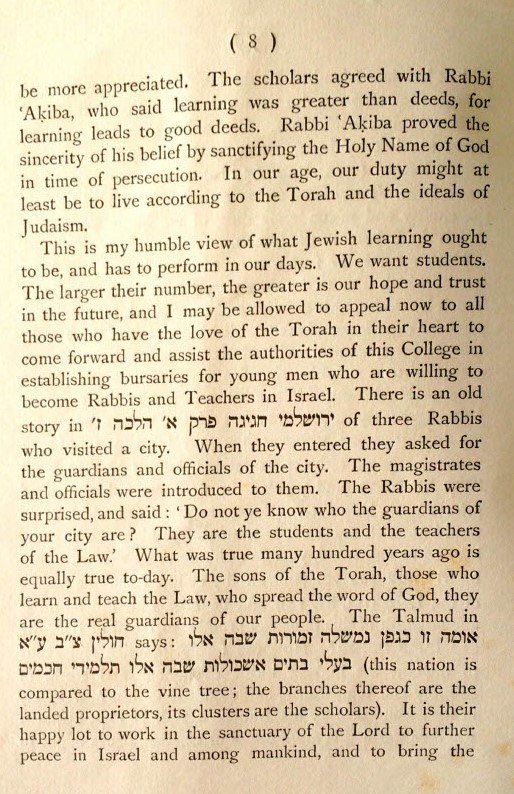 ( 8 )
be more appreciated. The scholars agreed with Rabbi
ʿAḳiba, who said learning was greater than deeds, for
learning leads to good deeds. Rabbi ʿAḳiba proved the
sincerity of his belief by sanctifying the Holy Name of God
in time of persecution. In our age, our duty might at
least be to live according to the Torah and the ideals of
Judaism.
This is my humble view of what Jewish learning ought
to be, and has to perform in our days. We want students.
The larger their number, the greater is our hope and trust
in the future, and I may be allowed to appeal now to all
those who have the love of the Torah in their heart to
come forward and assist the authorities of this College in
establishing bursaries for young men who are willing to
become Rabbis and Teachers in Israel. There is an old
story in ירושלמי חגיגה פרק א׳ הלכה ז׳ of three Rabbis
who visited a city. When they entered they asked for
the guardians and officials of the city. The magistrates
and officials were introduced to them. The Rabbis were
surprised, and said : ‘ Do not ye know who the guardians of
your city are ? They are the students and the teachers
of the Law.’ What was true many hundred years ago is
equally true to-day. The sons of the Torah, those who
learn and teach the Law, who spread the word of God, they
are the real guardians of our people. The Talmud in
חולין צ״ב ע״א says : אומה זו כגפן נמשלה זמורות שבה אלו
בעלי בתים אשכולות שבה אלו תלמידי חכמים (this nation is
compared to the vine tree ; the branches thereof are the
landed proprietors, its clusters are the scholars). It is their
happy lot to work in the sanctuary of the Lord to further
peace in Israel and among mankind, and to bring the